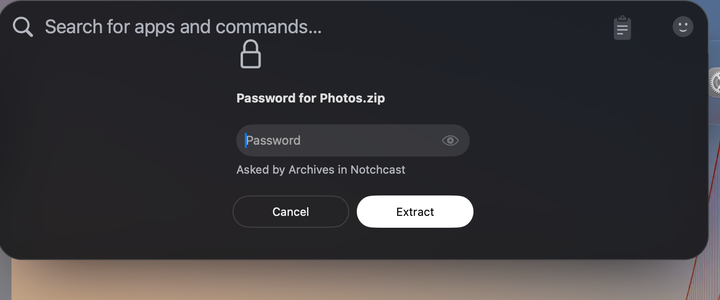 Search for apps and commands...
Password for Photos.zip
Password
Asked by Archives in Notchcast
Cancel
Extract